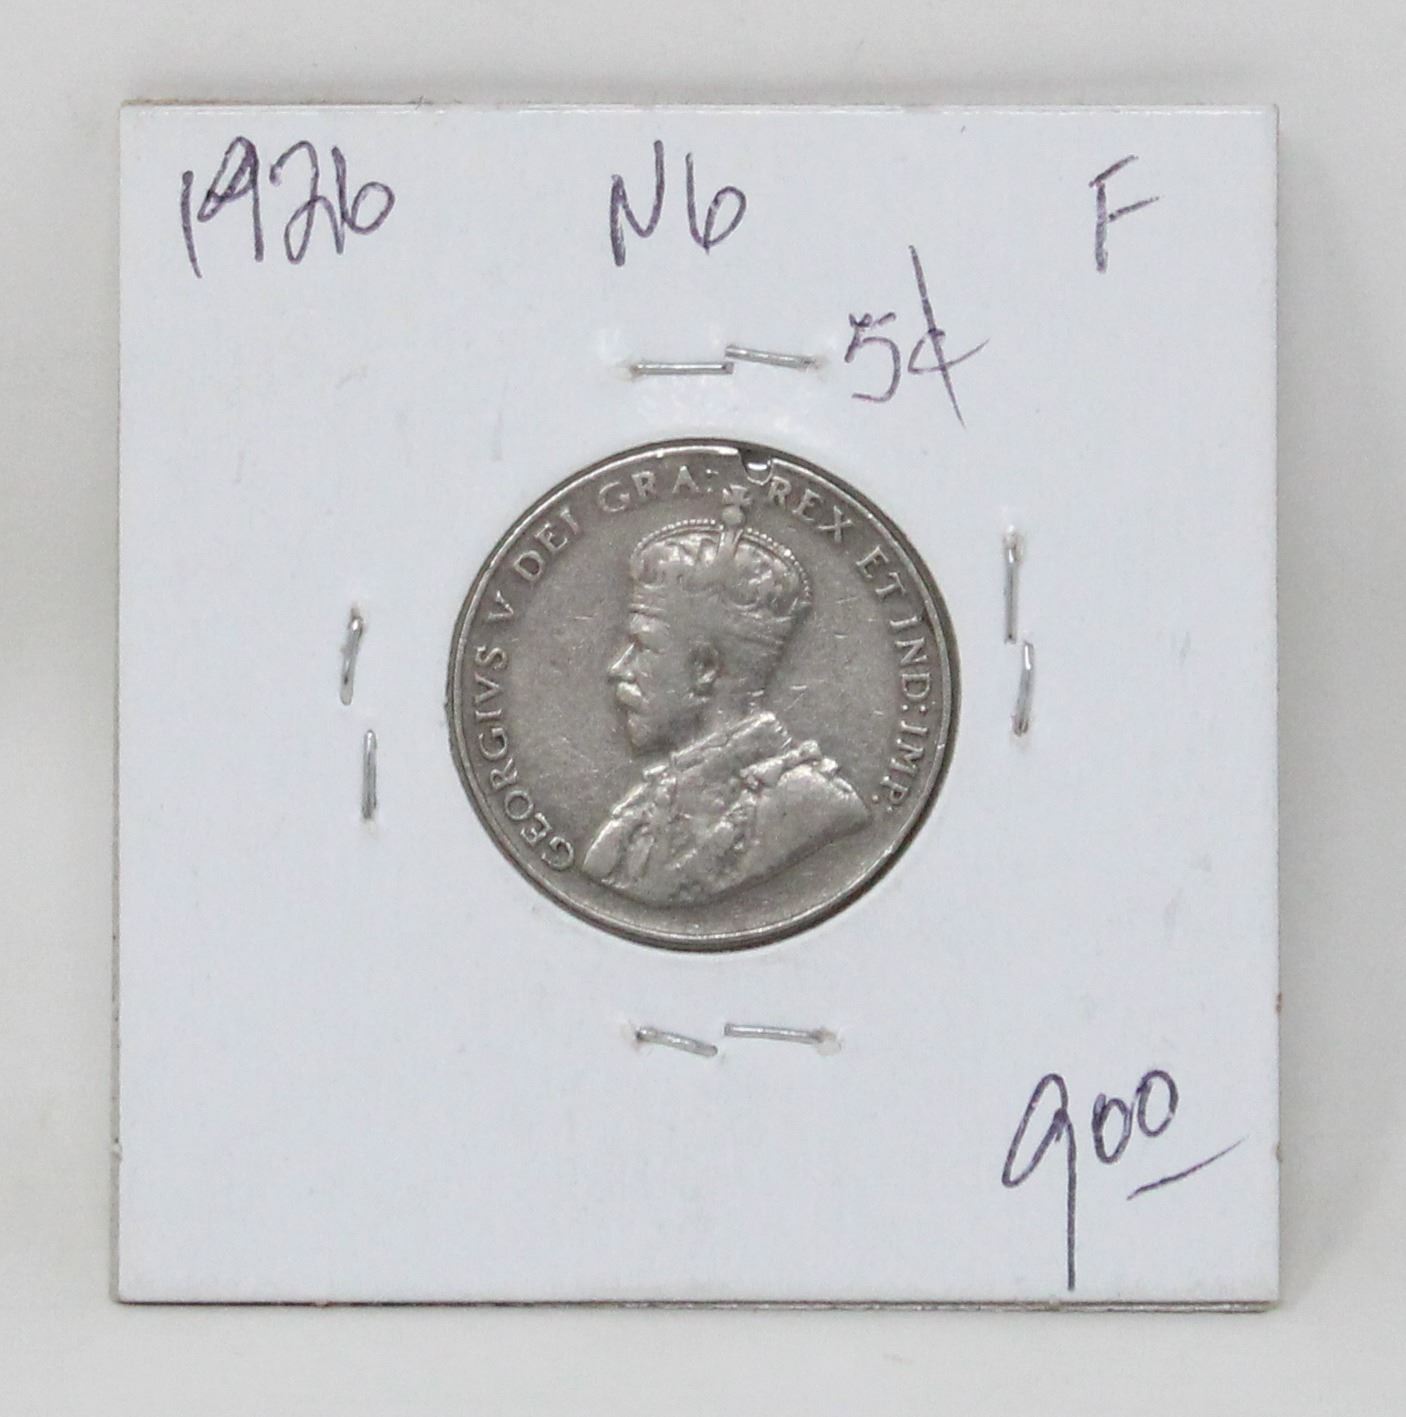 1926 N6 F
5¢
GEORGIVS V DEI GRA: REX ET IND: IMP:
900